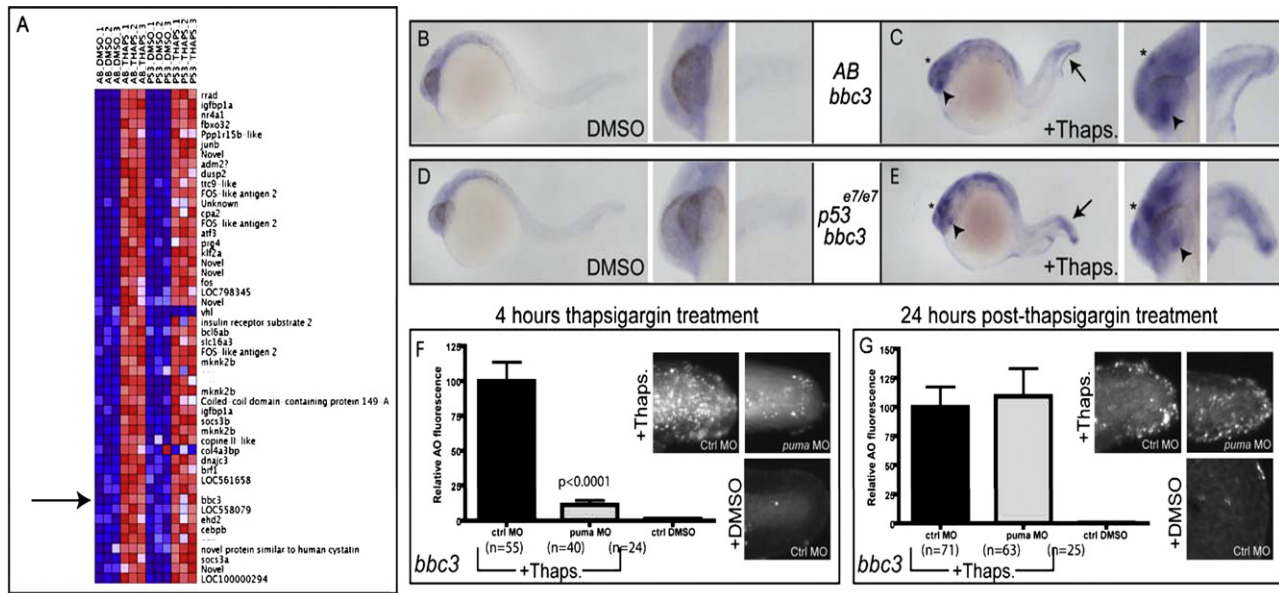 A
AB_DMSO_1
AB_DMSO_2
AB_DMSO_3
AB_THAPS_1
AB_THAPS_2
AB_THAPS_3
P53_DMSO_1
P53_DMSO_2
P53_DMSO_3
P53_THAPS_1
P53_THAPS_2
P53_THAPS_3
rrad
igfbp1a
nr4a1
fbxo32
Ppp1r15b-like
junb
Novel
adm2?
dusp2
ttc9-like
FOS-like antigen 2
Unknown
cpa2
FOS-like antigen 2
atf3
prg4
klf2a
Novel
Novel
fos
LOC798345
Novel
vhl
insulin receptor substrate 2
bcl6ab
slc16a3
FOS-like antigen 2
mknk2b
----
mknk2b
Coiled-coil domain-containing protein 149-A
igfbp1a
socs3b
mknk2b
copine II-like
col4a3bp
dnajc3
brf1
LOC561658
bbc3
LOC558079
ehd2
cebpb
----
novel protein similar to human cystatin
socs3a
Novel
LOC100000294
B
DMSO
AB
bbc3
C
*
+Thaps.
*
D
DMSO
p53 e7/e7
bbc3
E
*
+Thaps.
*
4 hours thapsigargin treatment
F
Relative AO fluorescence
125
100
75
50
25
0
p<0.0001
ctrl MO
puma MO
ctrl DMSO
(n=55)
(n=40)
(n=24)
+Thaps.
bbc3
+Thaps.
Ctrl MO
puma MO
+DMSO
Ctrl MO
24 hours post-thapsigargin treatment
G
Relative AO fluorescence
150
125
100
75
50
25
0
ctrl MO
puma MO
ctrl DMSO
(n=71)
(n=63)
(n=25)
+Thaps.
bbc3
+Thaps.
Ctrl MO
puma MO
+DMSO
Ctrl MO